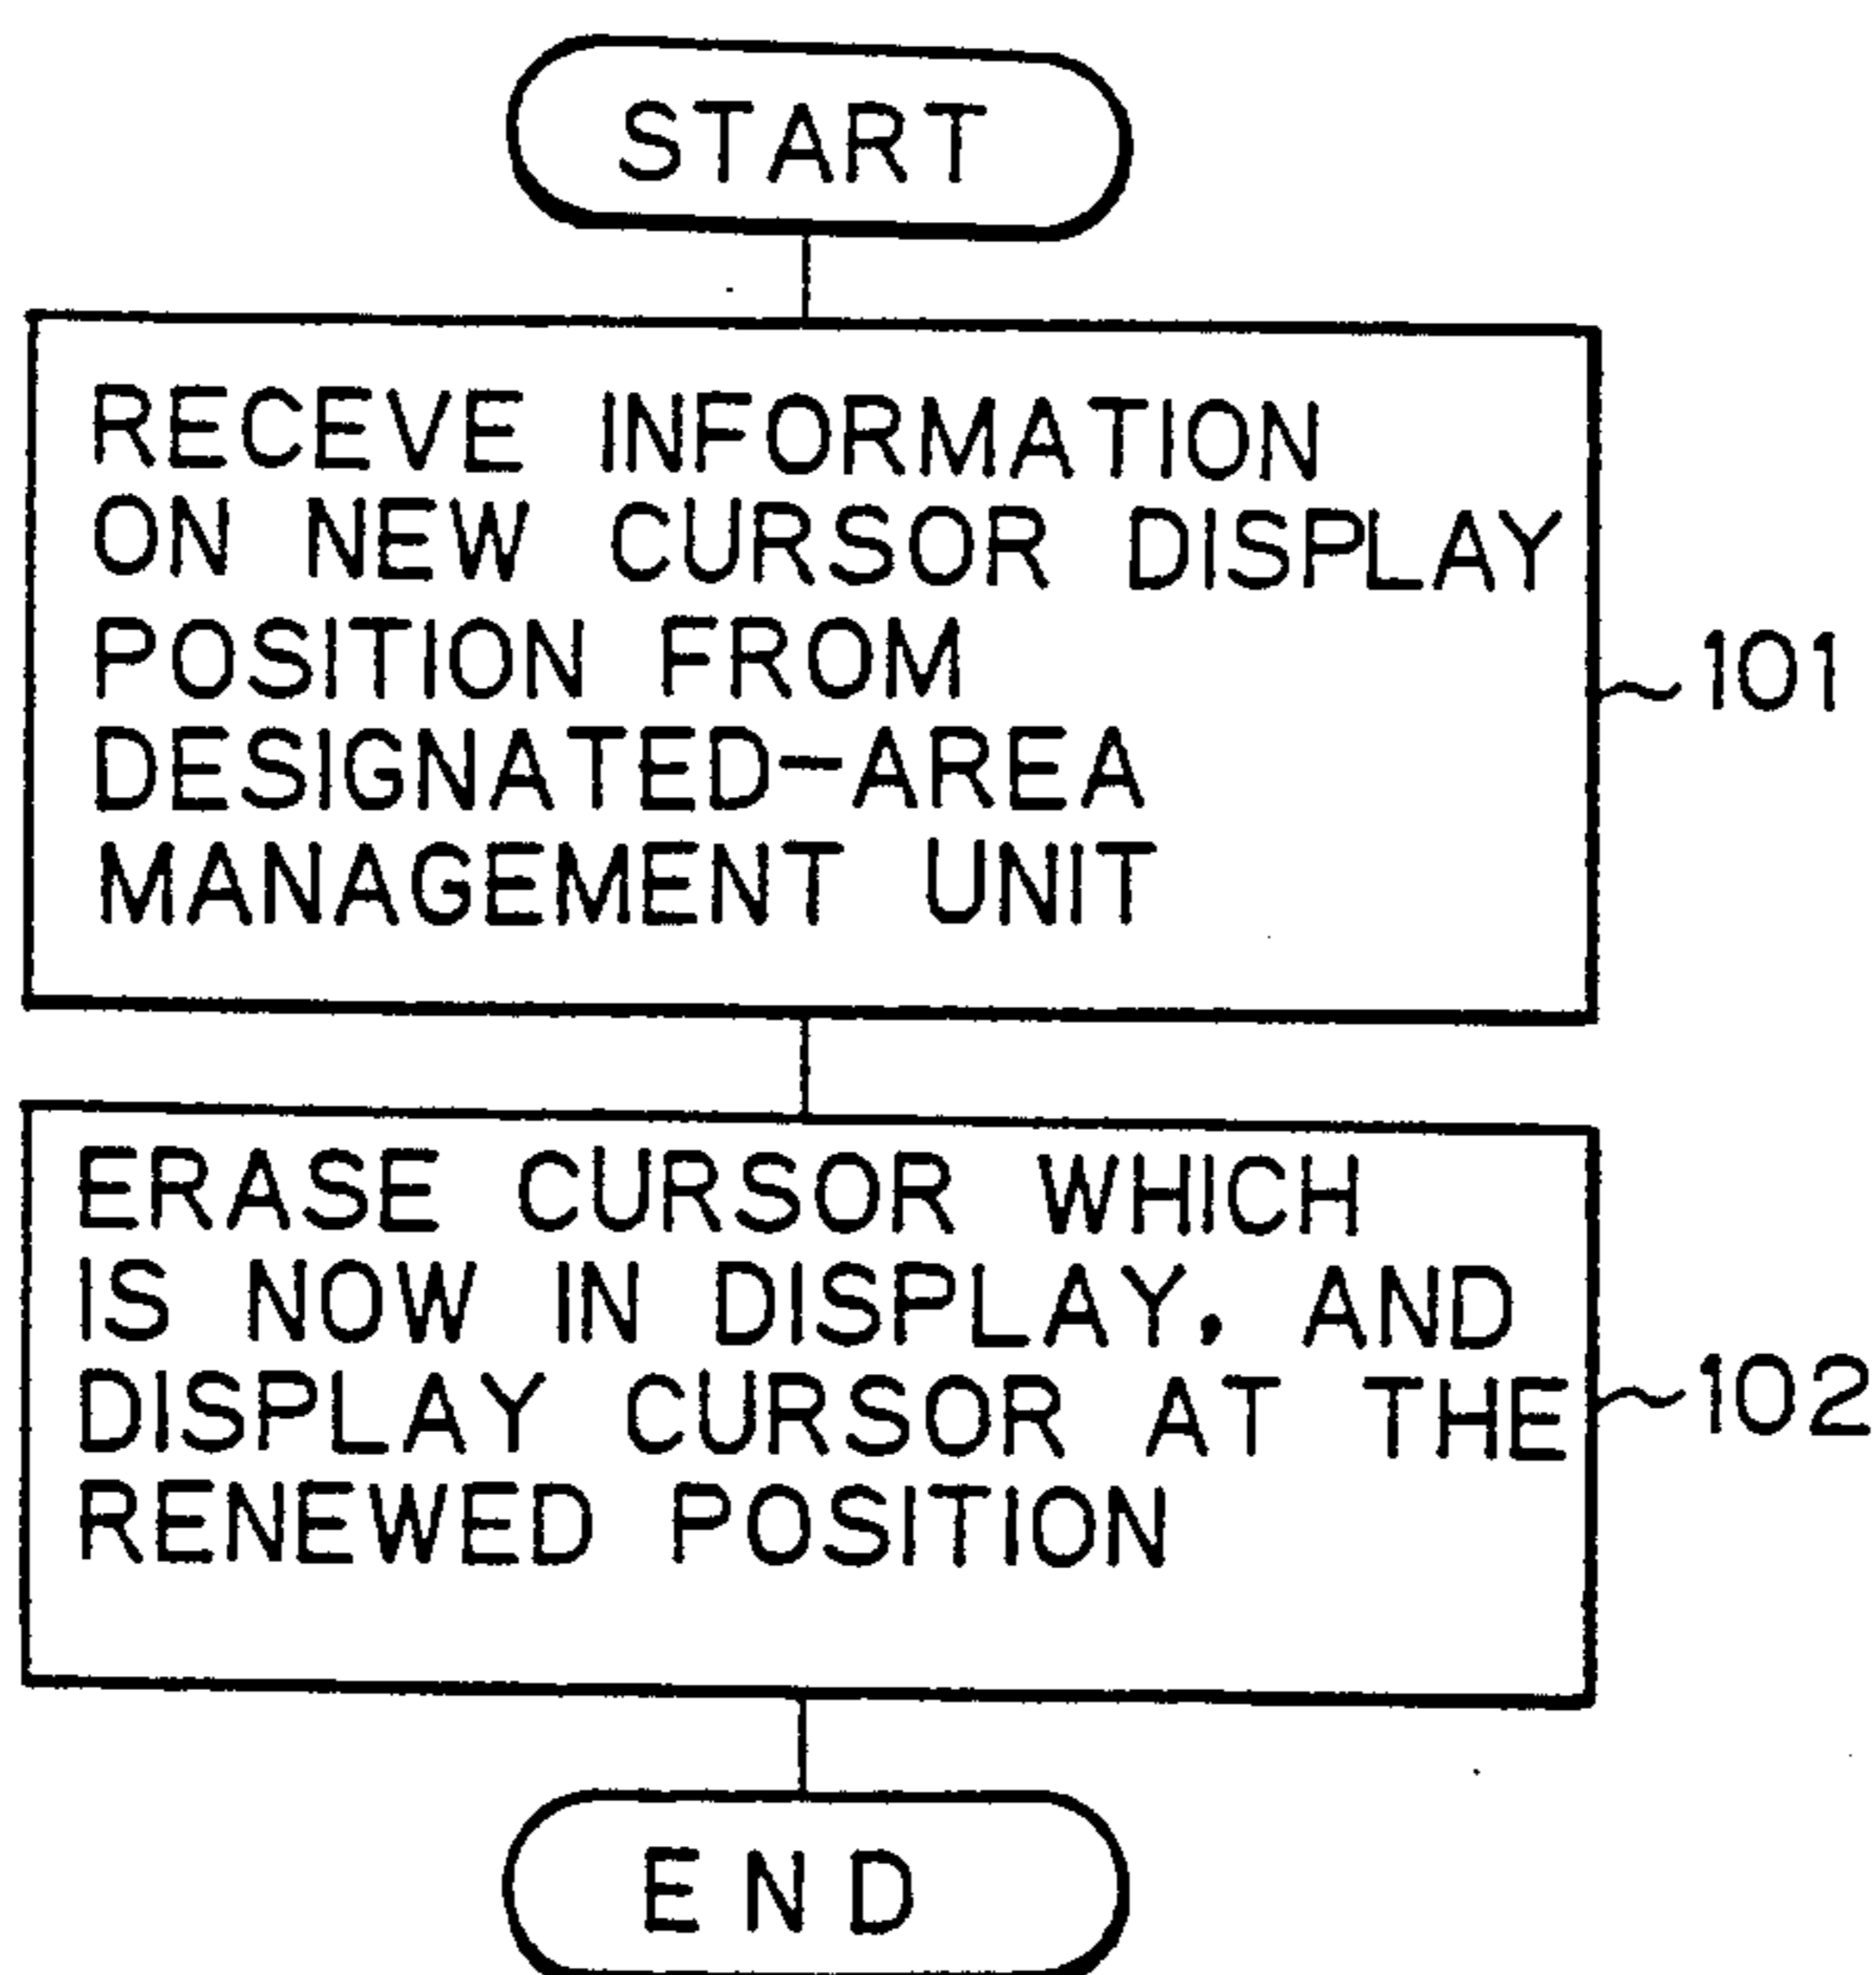 START
RECEVE INFORMATION
ON NEW CURSOR DISPLAY
POSITION FROM
DESIGNATED-AREA
MANAGEMENT UNIT
101
ERASE CURSOR WHICH
IS NOW IN DISPLAY, AND
DISPLAY CURSOR AT THE
RENEWED POSITION
102
END